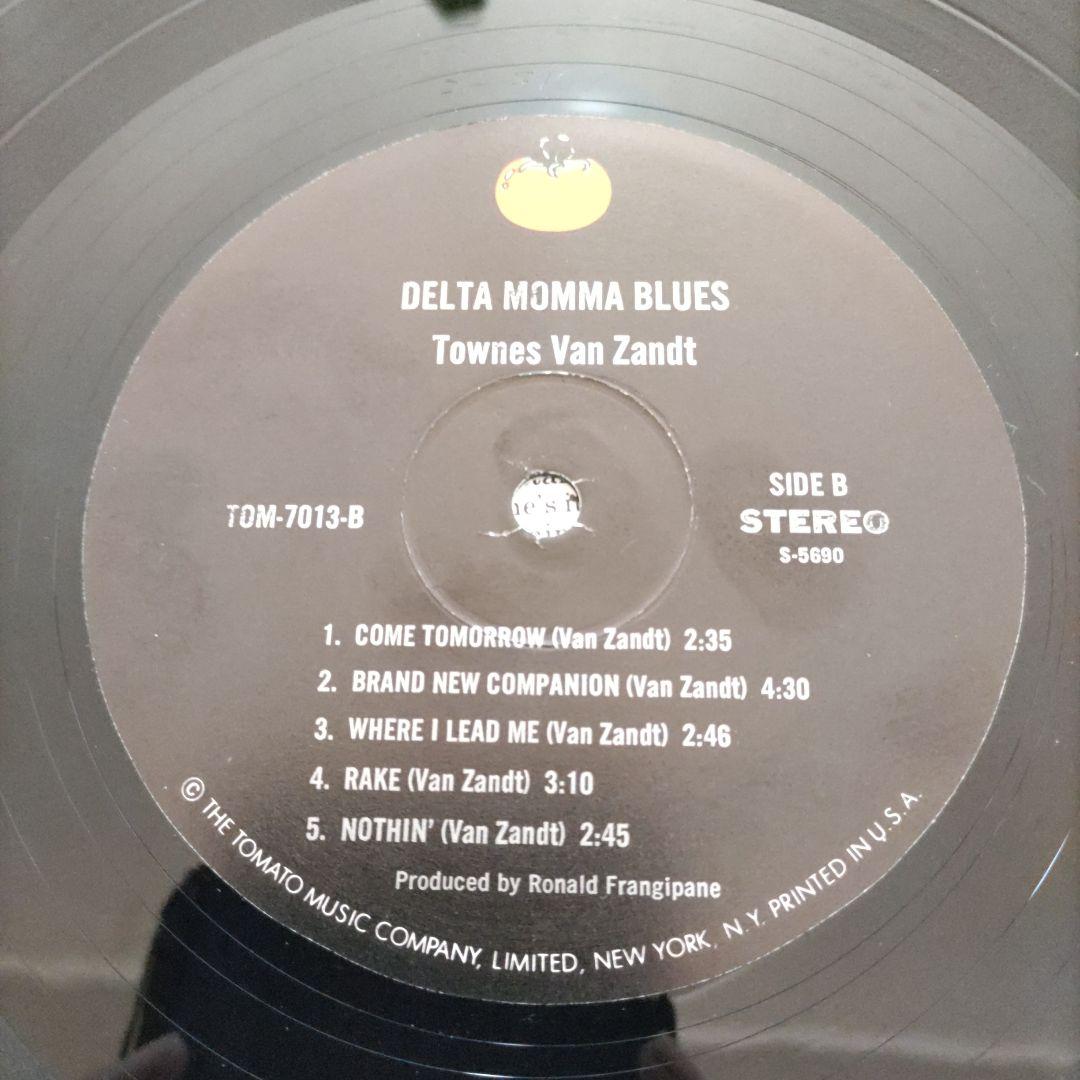 DELTA MOMMA BLUES
Townes Van Zandt
TOM-7013-B
SIDE B
STEREO
S-5690
1. COME TOMORROW (Van Zandt) 2:35
2. BRAND NEW COMPANION (Van Zandt) 4:30
3. WHERE I LEAD ME (Van Zandt) 2:46
4. RAKE (Van Zandt) 3:10
5. NOTHIN' (Van Zandt) 2:45
Produced by Ronald Frangipane
© THE TOMATO MUSIC COMPANY, LIMITED, NEW YORK, N.Y. PRINTED IN U.S.A.